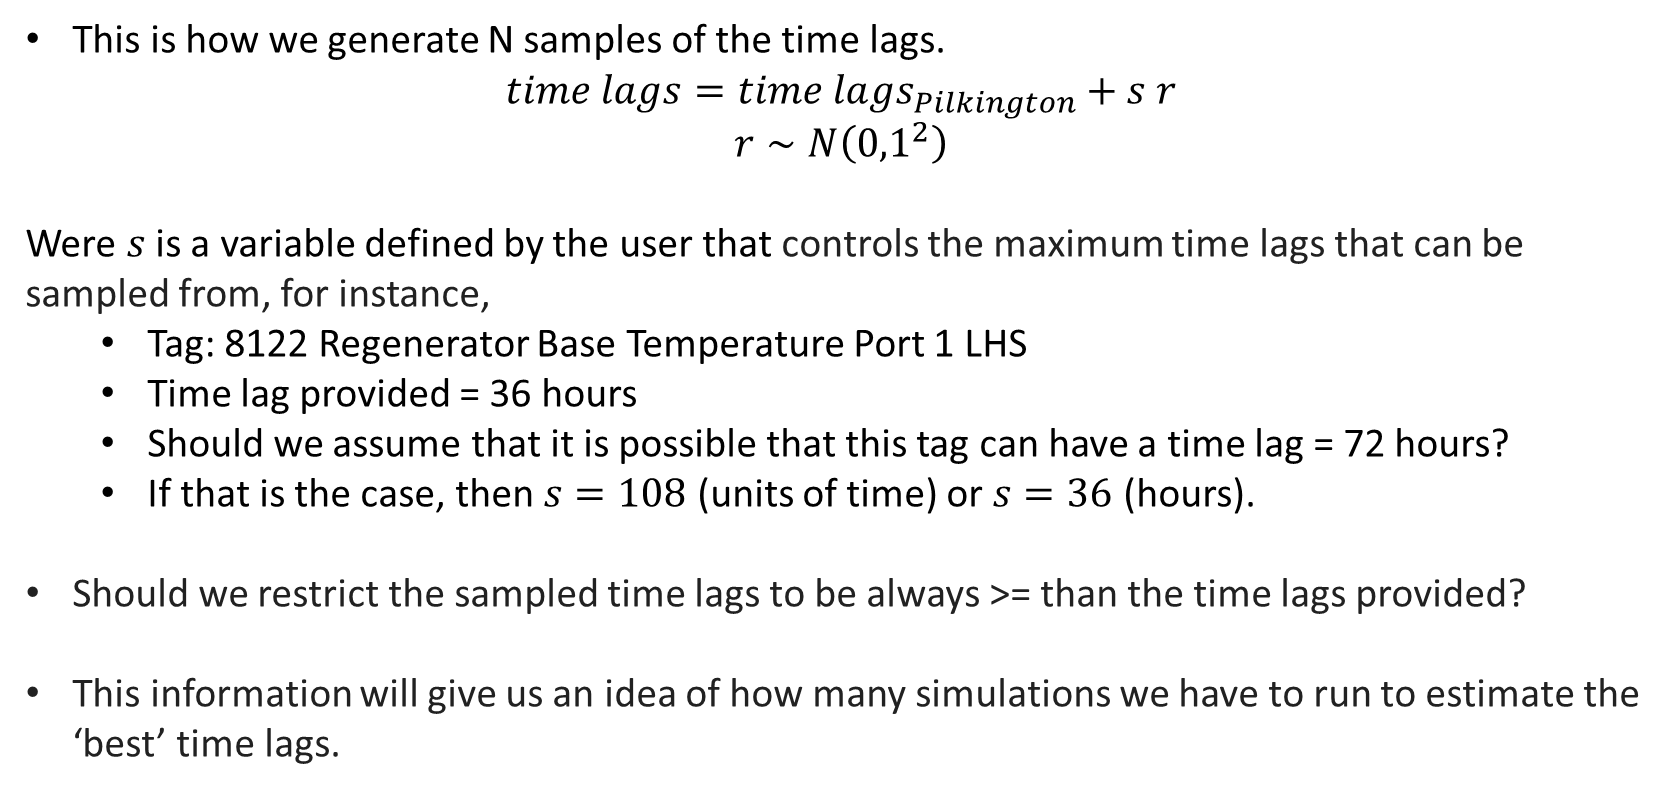 • This is how we generate N samples of the time lags.
time lags = time lags_Pilkington + s r
r ~ N(0,1²)
Were s is a variable defined by the user that controls the maximum time lags that can be
sampled from, for instance,
• Tag: 8122 Regenerator Base Temperature Port 1 LHS
• Time lag provided = 36 hours
• Should we assume that it is possible that this tag can have a time lag = 72 hours?
• If that is the case, then s = 108 (units of time) or s = 36 (hours).
• Should we restrict the sampled time lags to be always >= than the time lags provided?
• This information will give us an idea of how many simulations we have to run to estimate the
‘best’ time lags.